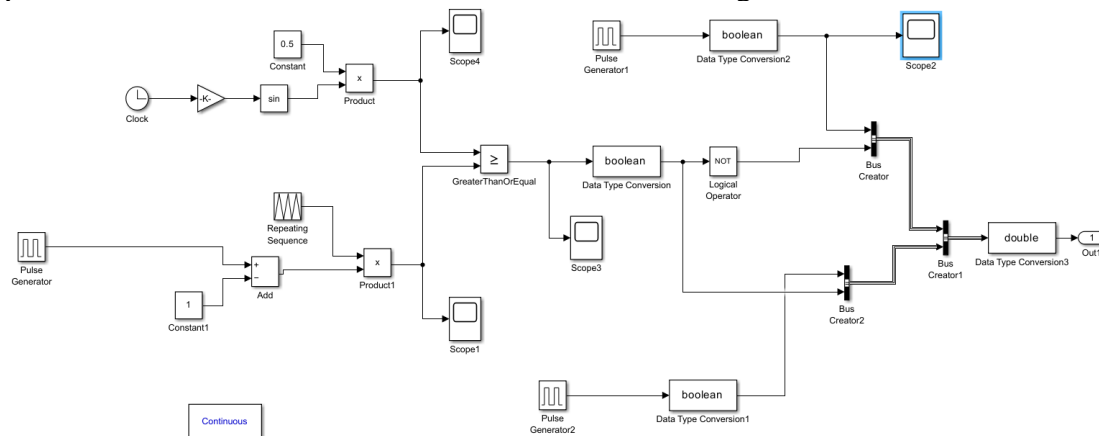 0.5
Constant
Scope4
Clock
-K-
sin
x
Product
Pulse
Generator1
boolean
Data Type Conversion2
Scope2
≥
GreaterThanOrEqual
boolean
Data Type Conversion
NOT
Logical
Operator
Bus
Creator
Repeating
Sequence
Scope3
Pulse
Generator
+
−
Add
x
Product1
1
Constant1
Scope1
Bus
Creator2
Bus
Creator1
double
Data Type Conversion3
1
Out1
Pulse
Generator2
boolean
Data Type Conversion1
Continuous